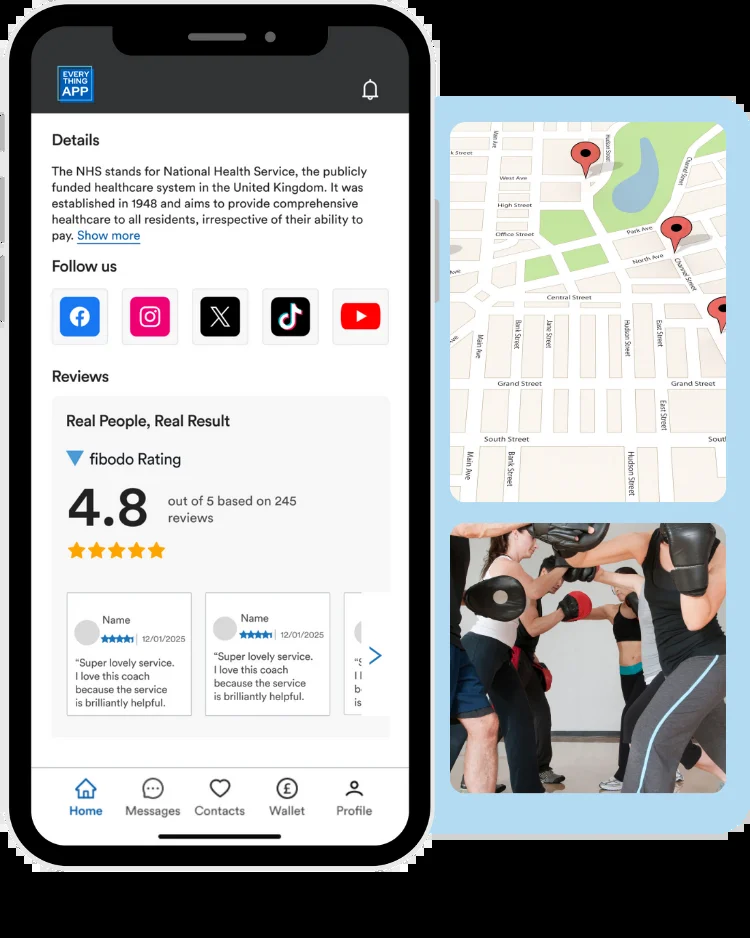 EVERY
THING
APP
Details
The NHS stands for National Health Service, the publicly
funded healthcare system in the United Kingdom. It was
established in 1948 and aims to provide comprehensive
healthcare to all residents, irrespective of their ability to
pay. Show more
Follow us
Reviews
Real People, Real Result
fibodo Rating
4.8
out of 5 based on 245
reviews
Name
12/01/2025
“Super lovely service.
I love this coach
because the service
is brilliantly helpful.
Name
12/01/2025
“Super lovely service.
I love this coach
because the service
is brilliantly helpful.
“S
I l
b
is
Home
Messages
Contacts
Wallet
Profile
k Street
Main Ave
Hudson Street
Channel Street
West Ave
High Street
Office Street
Park Ave
North Ave
Channel Street
Ave
Central Street
Main Ave
Bank Street
Jane Street
Hudson Street
East Street
Grand Street
Grand Street
East Street
South Street
Sout
Main Ave
Bank Street
Hudson Street